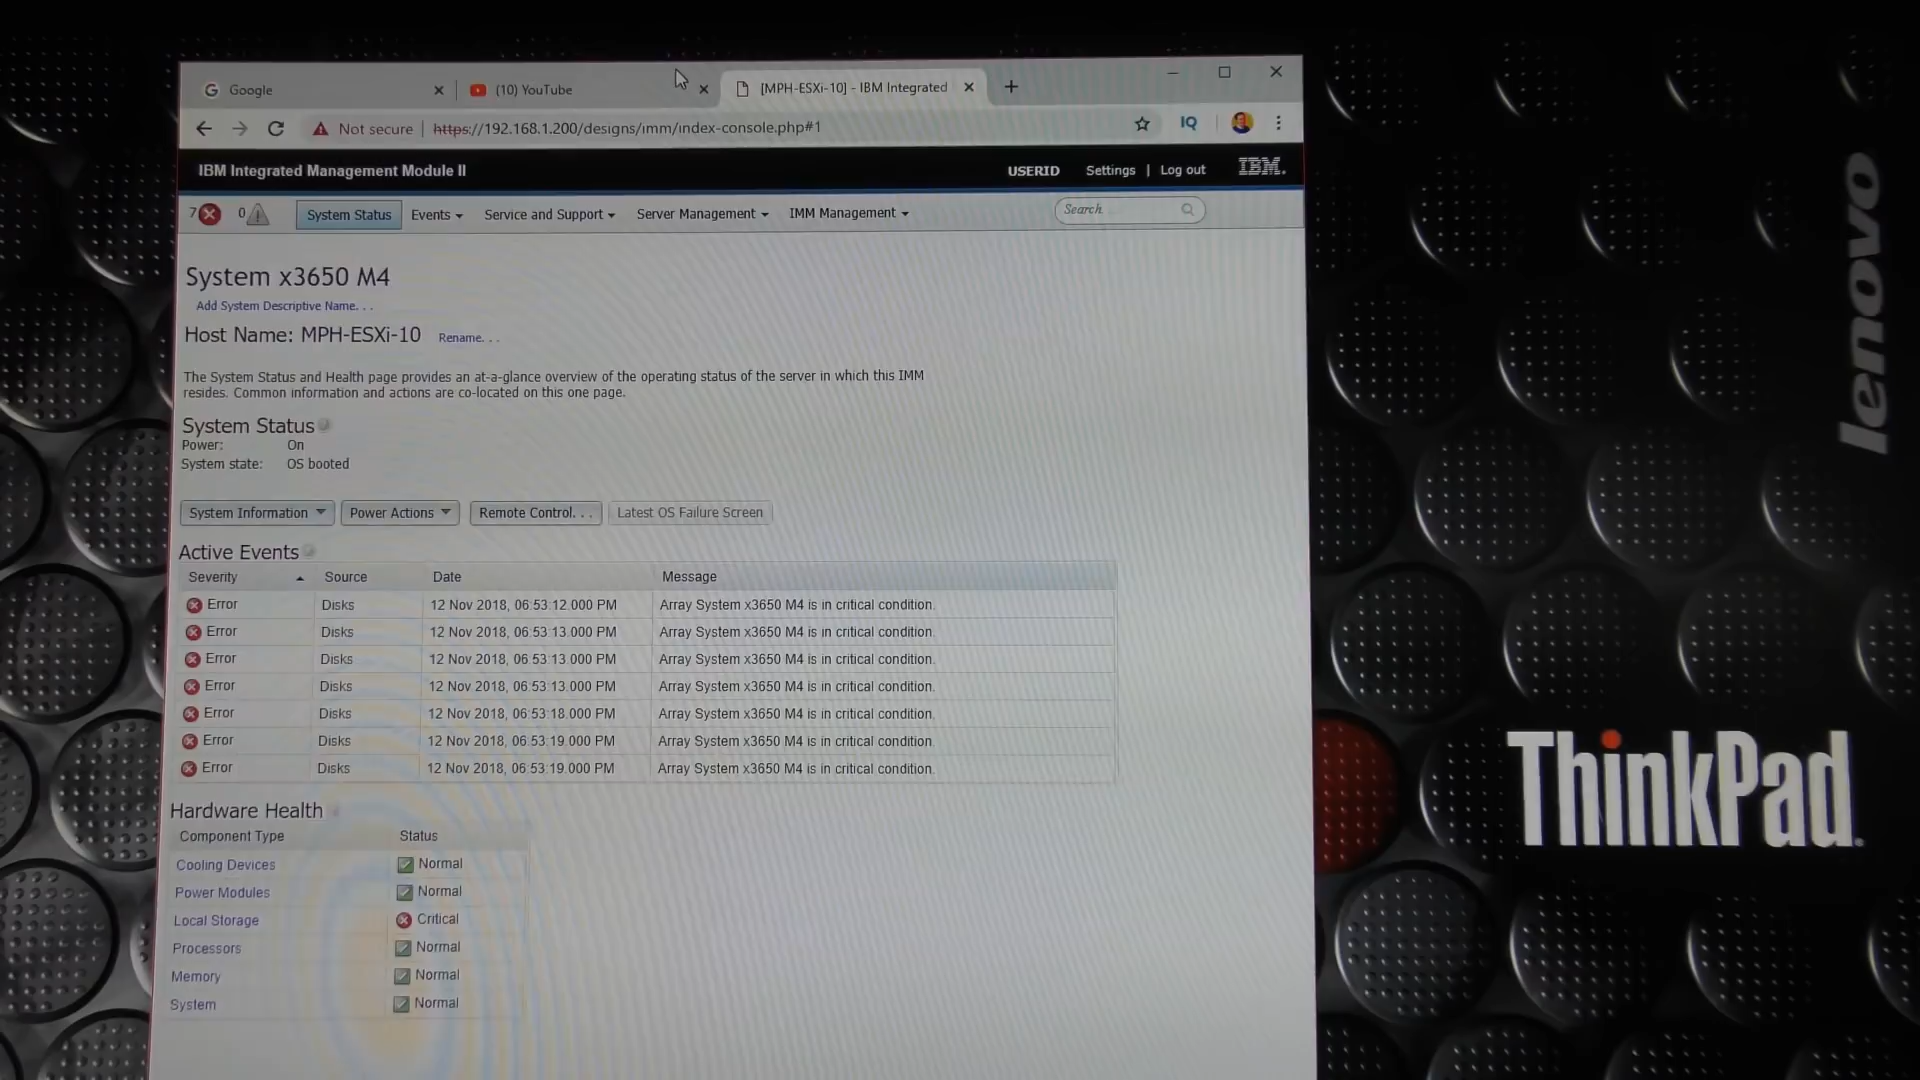 Google
(10) YouTube
[MPH-ESXi-10] - IBM Integrated
Not secure | https://192.168.1.200/designs/imm/index-console.php#1
IQ
IBM Integrated Management Module II
USERID Settings | Log out IBM.
7 0 System Status Events Service and Support Server Management IMM Management Search
System x3650 M4
Add System Descriptive Name. . .
Host Name: MPH-ESXi-10 Rename. . .
The System Status and Health page provides an at-a-glance overview of the operating status of the server in which this IMM
resides. Common information and actions are co-located on this one page.
System Status
Power: On
System state: OS booted
System Information Power Actions Remote Control. . . Latest OS Failure Screen
Active Events
Severity Source Date Message
Error Disks 12 Nov 2018, 06:53:12.000 PM Array System x3650 M4 is in critical condition.
Error Disks 12 Nov 2018, 06:53:13.000 PM Array System x3650 M4 is in critical condition.
Error Disks 12 Nov 2018, 06:53:13.000 PM Array System x3650 M4 is in critical condition.
Error Disks 12 Nov 2018, 06:53:13.000 PM Array System x3650 M4 is in critical condition.
Error Disks 12 Nov 2018, 06:53:18.000 PM Array System x3650 M4 is in critical condition.
Error Disks 12 Nov 2018, 06:53:19.000 PM Array System x3650 M4 is in critical condition.
Error Disks 12 Nov 2018, 06:53:19.000 PM Array System x3650 M4 is in critical condition.
Hardware Health
Component Type Status
Cooling Devices Normal
Power Modules Normal
Local Storage Critical
Processors Normal
Memory Normal
System Normal
lenovo
ThinkPad